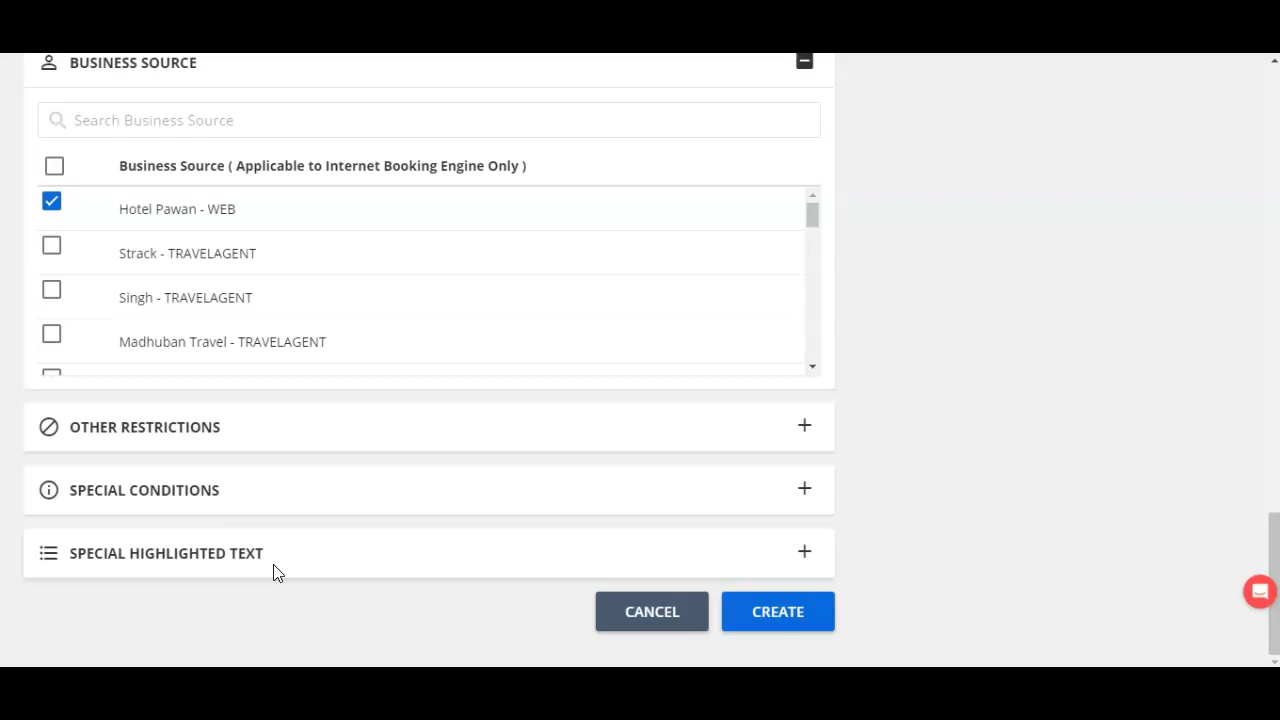 BUSINESS SOURCE
Search Business Source
Business Source ( Applicable to Internet Booking Engine Only )
Hotel Pawan - WEB
Strack - TRAVELAGENT
Singh - TRAVELAGENT
Madhuban Travel - TRAVELAGENT
OTHER RESTRICTIONS
SPECIAL CONDITIONS
SPECIAL HIGHLIGHTED TEXT
CANCEL CREATE